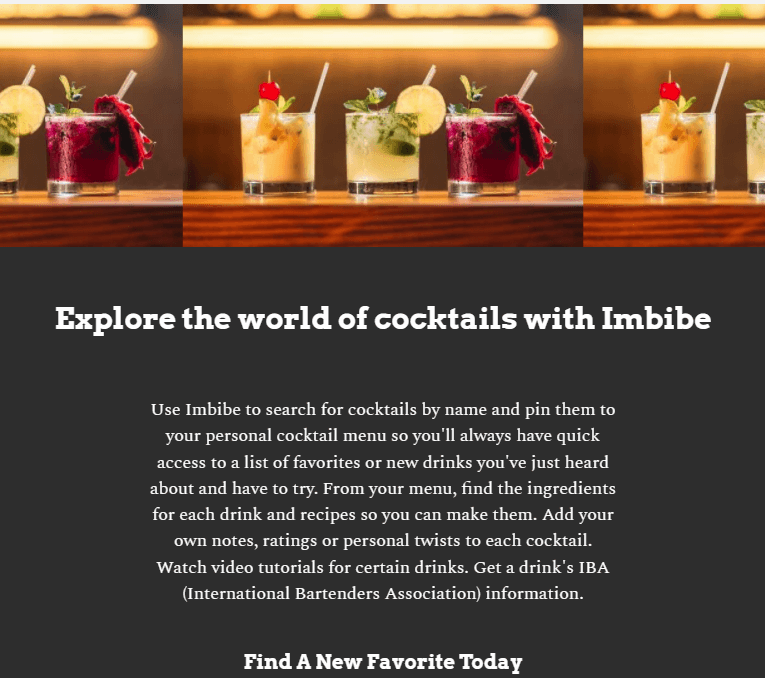 Explore the world of cocktails with Imbibe
Use Imbibe to search for cocktails by name and pin them to
your personal cocktail menu so you'll always have quick
access to a list of favorites or new drinks you've just heard
about and have to try. From your menu, find the ingredients
for each drink and recipes so you can make them. Add your
own notes, ratings or personal twists to each cocktail.
Watch video tutorials for certain drinks. Get a drink's IBA
(International Bartenders Association) information.
Find A New Favorite Today